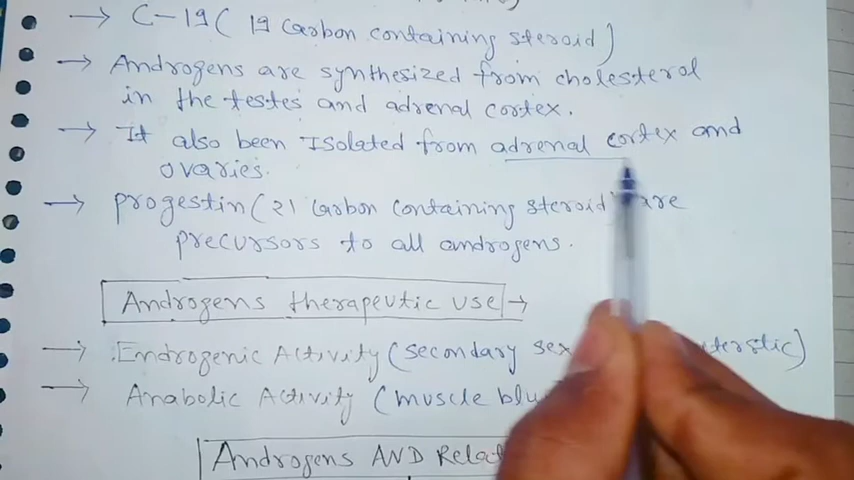 → C-19 ( 19 Carbon containing steroid)
→ Androgens are synthesized from cholesterol
in the testes and adrenal cortex.
→ It also been Isolated from adrenal cortex and
ovaries.
→ progestin ( 21 Carbon containing steroid) are
precursors to all androgens.
Androgens therapeutic use →
→ Endrogenic Activity (secondary sex
→ Anabolic Activity (muscle
Androgens AND